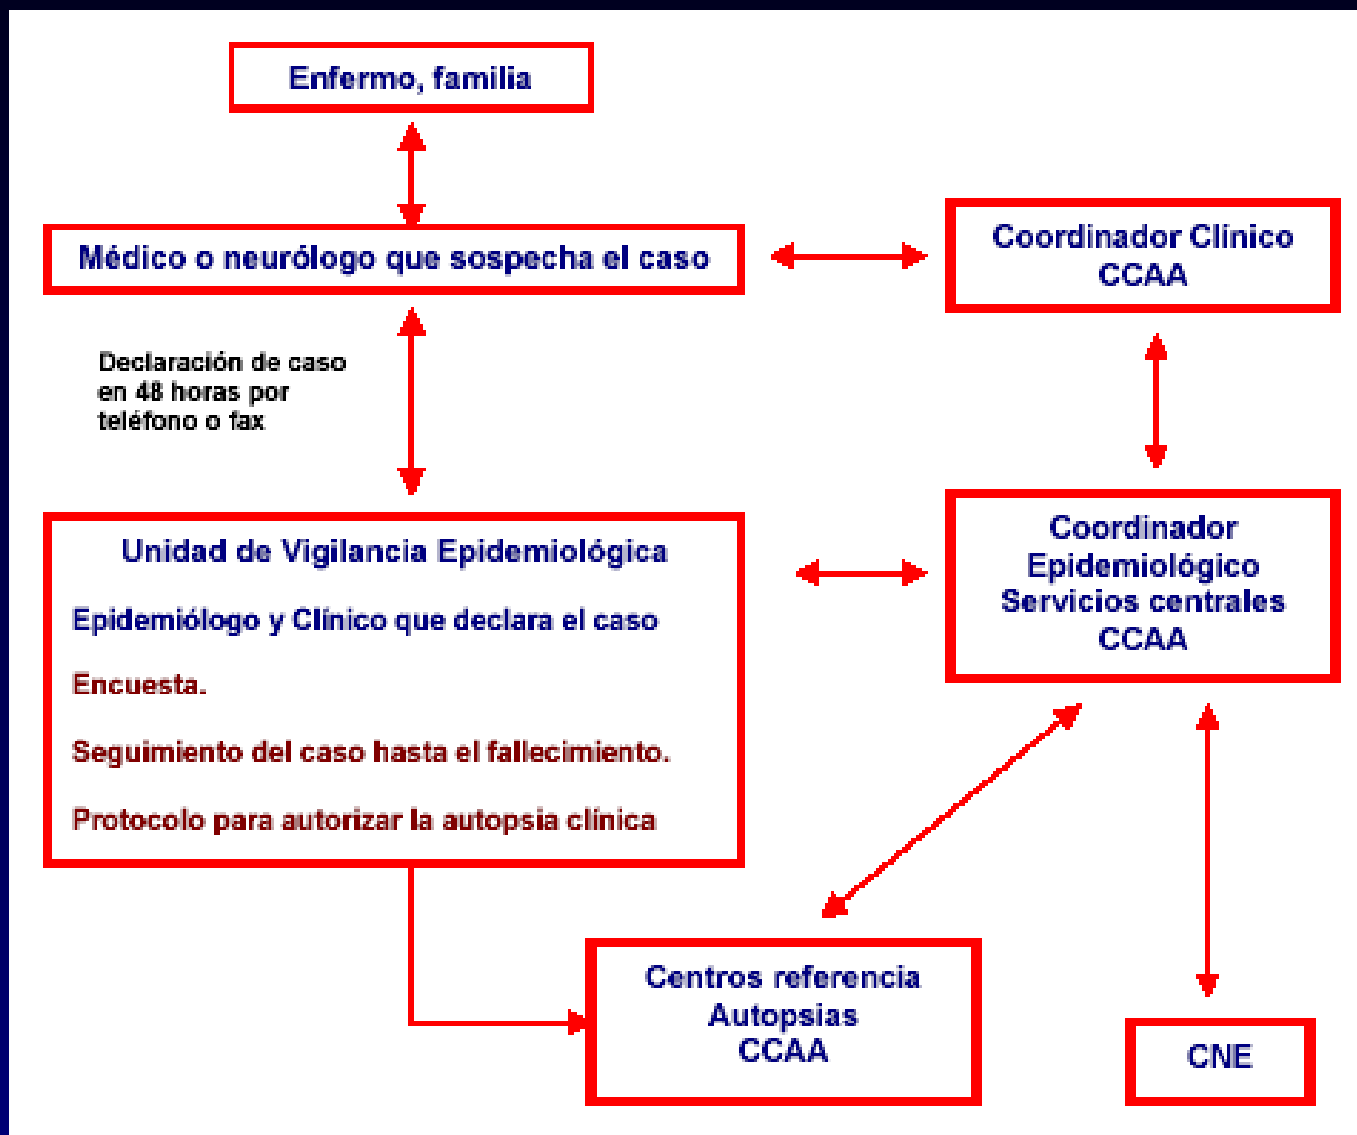 Enfermo, familia
Médico o neurólogo que sospecha el caso
Coordinador Clínico
CCAA
Declaración de caso
en 48 horas por
teléfono o fax
Unidad de Vigilancia Epidemiológica
Epidemiólogo y Clínico que declara el caso
Encuesta.
Seguimiento del caso hasta el fallecimiento.
Protocolo para autorizar la autopsia clínica
Coordinador
Epidemiológico
Servicios centrales
CCAA
Centros referencia
Autopsias
CCAA
CNE